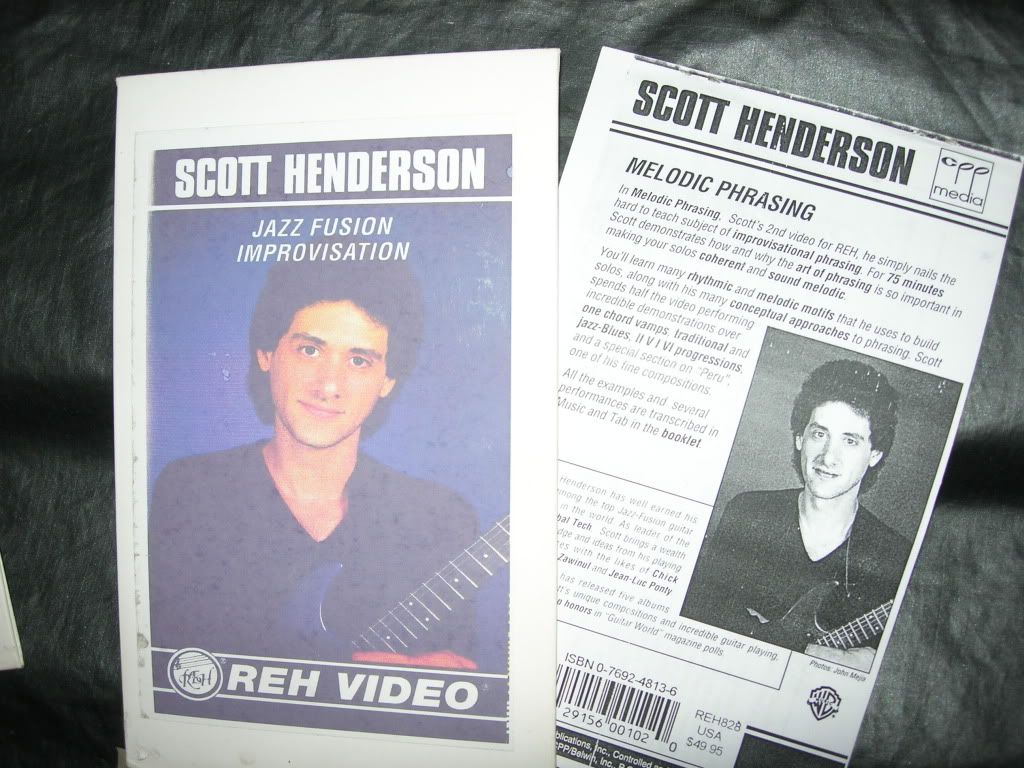 SCOTT HENDERSON
JAZZ FUSION
IMPROVISATION
REH
REH VIDEO
SCOTT HENDERSON
cpp
media
MELODIC PHRASING
In Melodic Phrasing, Scott's 2nd video for REH, he simply nails the
hard to teach subject of improvisational phrasing. For 75 minutes
Scott demonstrates how and why the art of phrasing is so important in
making your solos coherent and sound melodic.
You'll learn many rhythmic and melodic motifs that he uses to build
solos, along with his many conceptual approaches to phrasing. Scott
spends half the video performing
incredible demonstrations over
one chord vamps, traditional and
Jazz-Blues, II V I VI progressions,
and a special section on "Peru",
one of his fine compositions.
All the examples and several
performances are transcribed in
Music and Tab in the booklet.
Henderson has well earned his
among the top Jazz-Fusion guitar
in the world. As leader of the
Tech, Scott brings a wealth
and ideas from his playing
with the likes of Chick
Zawinul and Jean-Luc Ponty
has released five albums
unique compositions and incredible guitar playing,
honors in "Guitar World" magazine polls.
Photos: John Mejia
ISBN 0-7692-4813-6
29156 00102 0
REH828
USA
$49.95
Inc., Controlled
CPP/Belwin, Inc.,